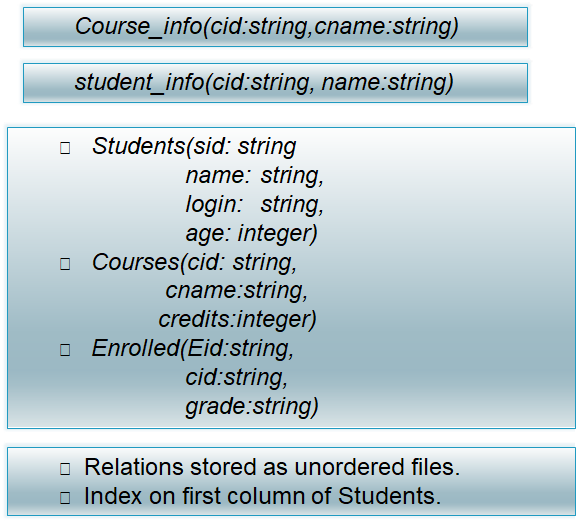 Course_info(cid:string,cname:string)
student_info(cid:string, name:string)
Students(sid: string
name: string,
login: string,
age: integer)
Courses(cid: string,
cname:string,
credits:integer)
Enrolled(Eid:string,
cid:string,
grade:string)
Relations stored as unordered files.
Index on first column of Students.